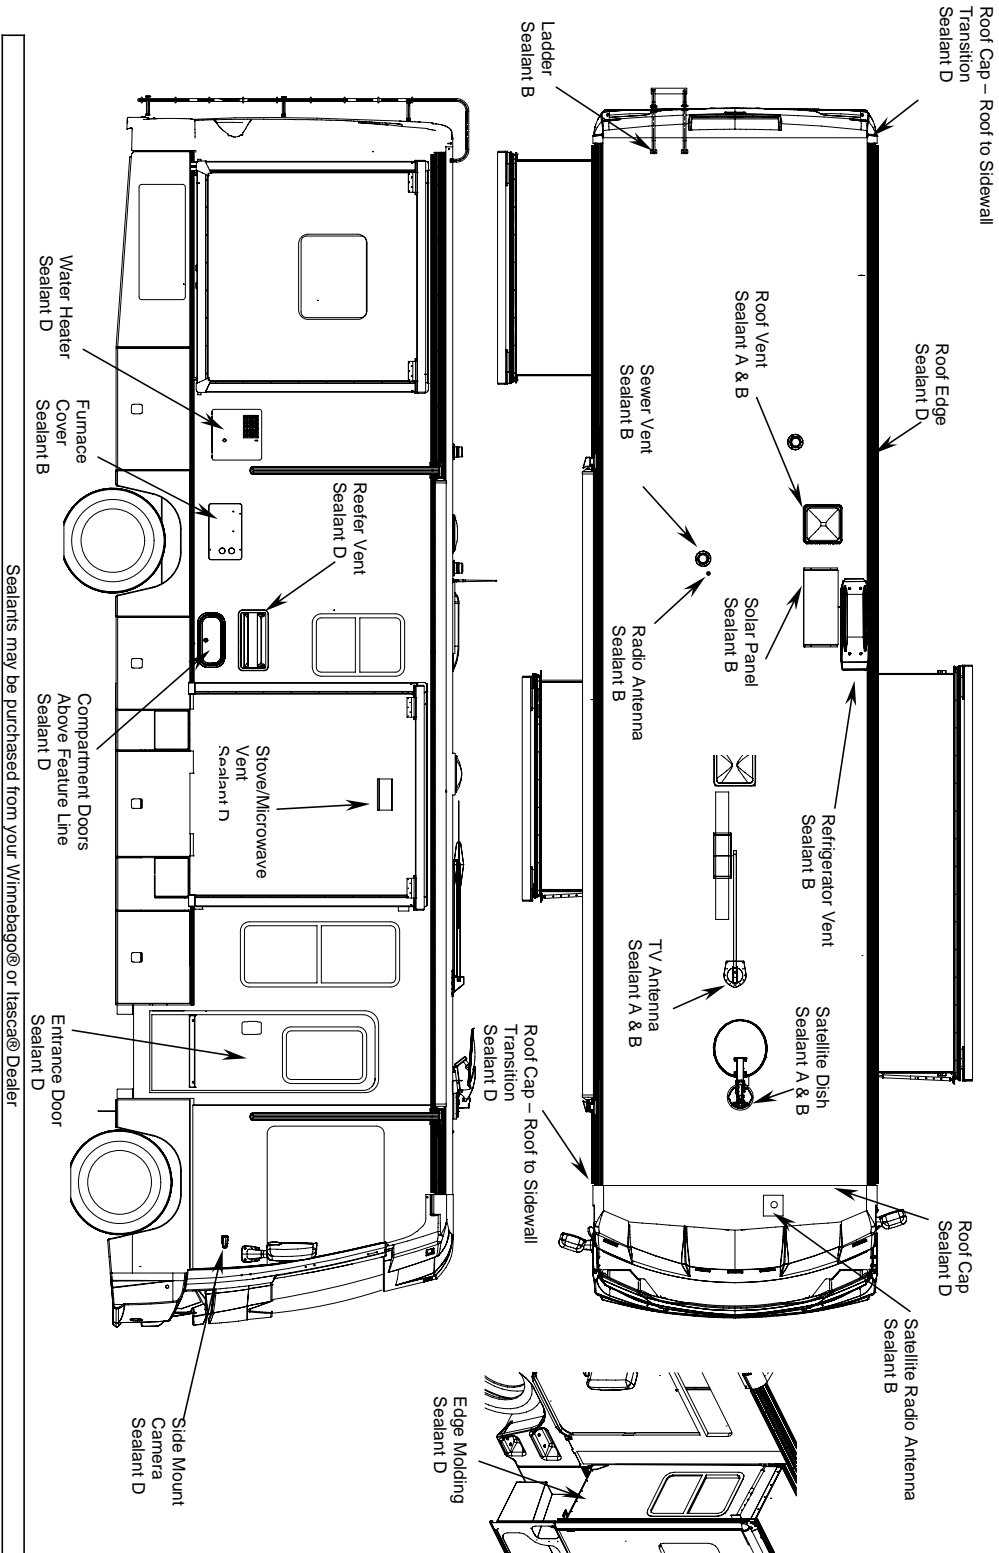 Roof Cap – Roof to Sidewall
Transition
Sealant D
Roof Edge
Sealant D
Roof Cap
Sealant D
Satellite Radio Antenna
Sealant B
Refrigerator Vent
Sealant B
Satellite Dish
Sealant A & B
Roof Vent
Sealant A & B
Solar Panel
Sealant B
Sewer Vent
Sealant B
Radio Antenna
Sealant B
TV Antenna
Sealant A & B
Ladder
Sealant B
Roof Cap – Roof to Sidewall
Transition
Sealant D
Edge Molding
Sealant D
Reefer Vent
Sealant D
Stove/Microwave
Vent
Sealant D
Side Mount
Camera
Sealant D
Water Heater
Sealant D
Furnace
Cover
Sealant B
Compartment Doors
Above Feature Line
Sealant D
Entrance Door
Sealant D
Sealants may be purchased from your Winnebago® or Itasca® Dealer